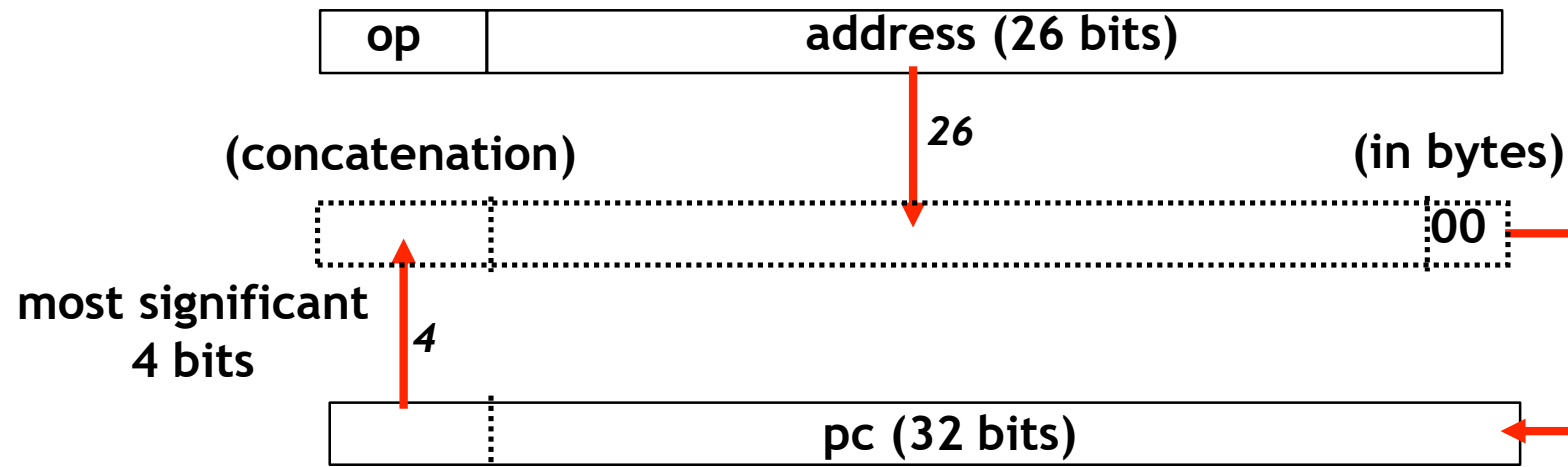 op
address (26 bits)
26
(concatenation)
(in bytes)
00
most significant
4 bits
4
pc (32 bits)